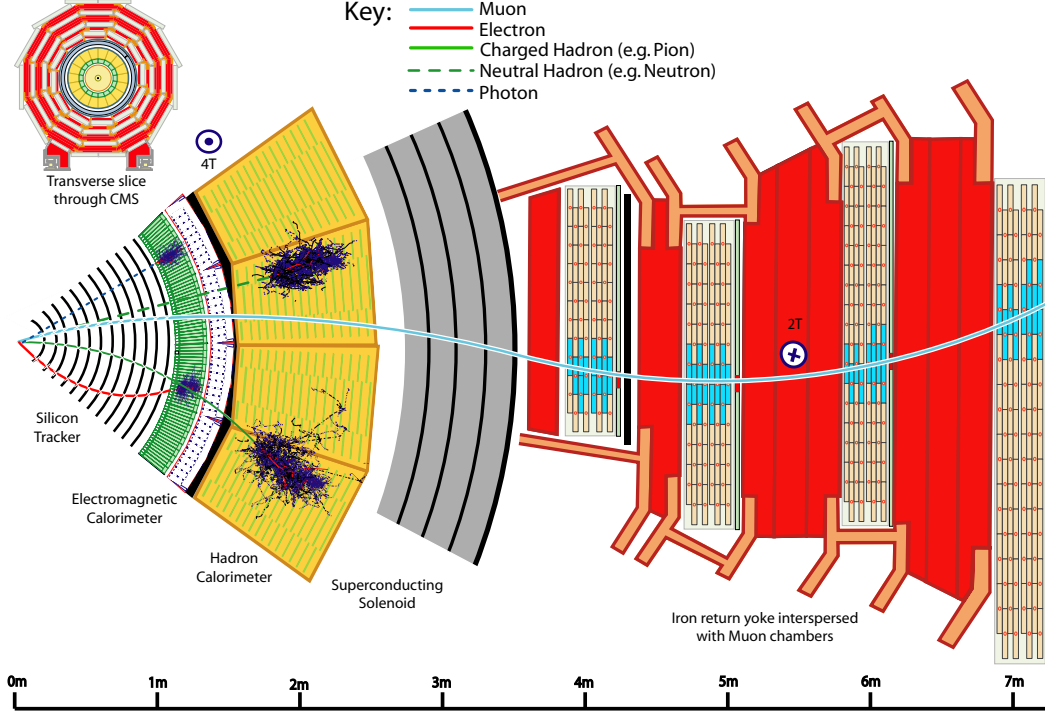 Key:
Muon
Electron
Charged Hadron (e.g. Pion)
Neutral Hadron (e.g. Neutron)
Photon
Transverse slice
through CMS
4T
2T
Silicon
Tracker
Electromagnetic
Calorimeter
Hadron
Calorimeter
Superconducting
Solenoid
Iron return yoke interspersed
with Muon chambers
0m 1m 2m 3m 4m 5m 6m 7m